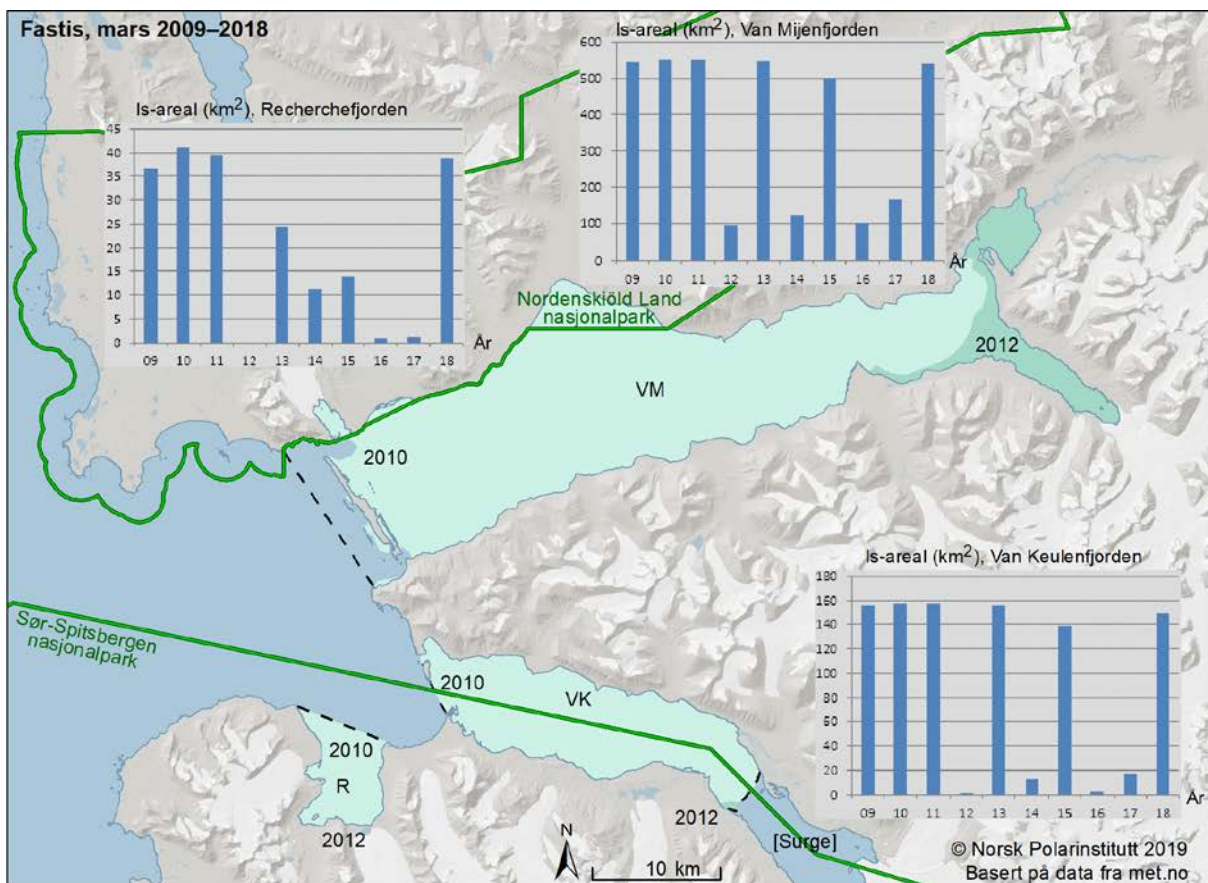 Fastis, mars 2009–2018
Is-areal (km²), Van Mijenfjorden
600
500
400
300
200
100
0
09 10 11 12 13 14 15 16 17 18
År
Is-areal (km²), Recherchefjorden
45
40
35
30
25
20
15
10
5
0
09 10 11 12 13 14 15 16 17 18
År
Nordenskiöld Land
nasjonalpark
2012
VM
2010
Is-areal (km²), Van Keulenfjorden
180
160
140
120
100
80
60
40
20
0
09 10 11 12 13 14 15 16 17 18
År
Sør-Spitsbergen
nasjonalpark
2010
VK
2010
R
2012
2012
[Surge]
N
10 km
© Norsk Polarinstitutt 2019
Basert på data fra met.no